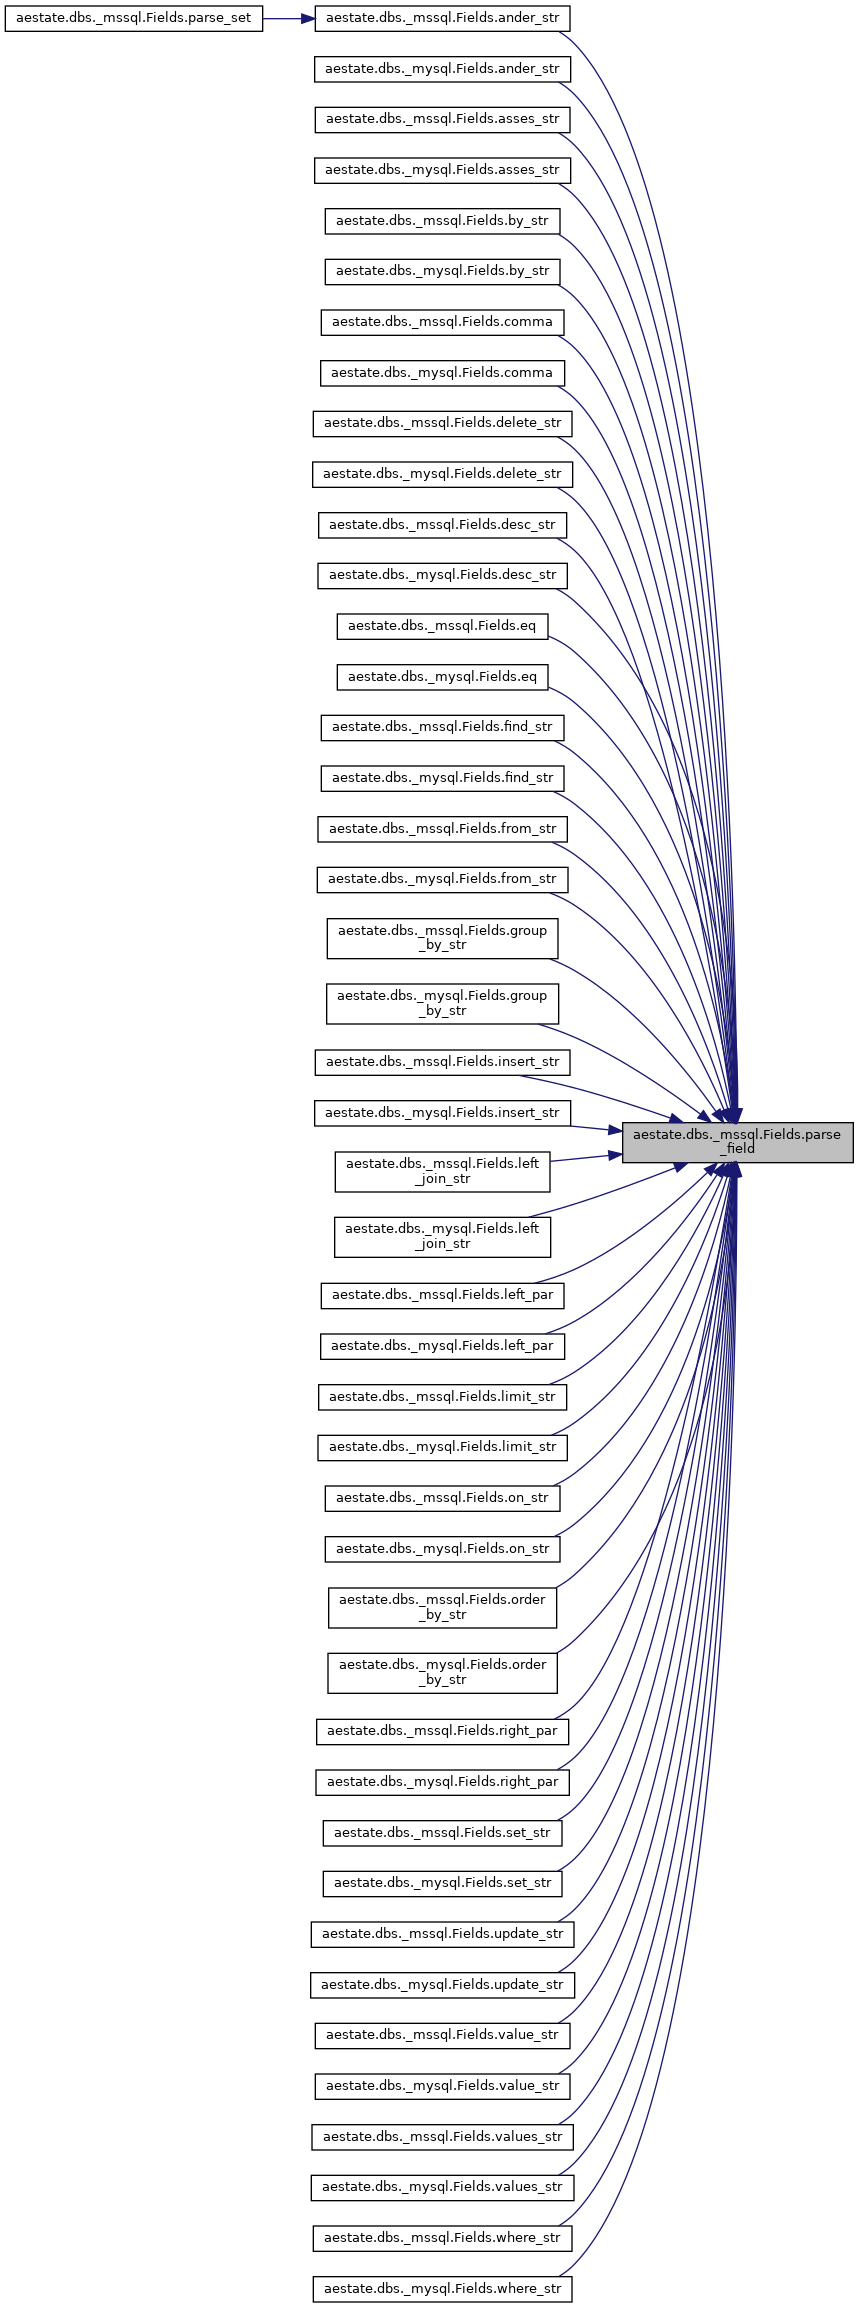 aestate.dbs._mssql.Fields.parse_set
aestate.dbs._mssql.Fields.ander_str
aestate.dbs._mysql.Fields.ander_str
aestate.dbs._mssql.Fields.asses_str
aestate.dbs._mysql.Fields.asses_str
aestate.dbs._mssql.Fields.by_str
aestate.dbs._mysql.Fields.by_str
aestate.dbs._mssql.Fields.comma
aestate.dbs._mysql.Fields.comma
aestate.dbs._mssql.Fields.delete_str
aestate.dbs._mysql.Fields.delete_str
aestate.dbs._mssql.Fields.desc_str
aestate.dbs._mysql.Fields.desc_str
aestate.dbs._mssql.Fields.eq
aestate.dbs._mysql.Fields.eq
aestate.dbs._mssql.Fields.find_str
aestate.dbs._mysql.Fields.find_str
aestate.dbs._mssql.Fields.from_str
aestate.dbs._mysql.Fields.from_str
aestate.dbs._mssql.Fields.group
_by_str
aestate.dbs._mysql.Fields.group
_by_str
aestate.dbs._mssql.Fields.insert_str
aestate.dbs._mysql.Fields.insert_str
aestate.dbs._mssql.Fields.parse
_field
aestate.dbs._mssql.Fields.left
_join_str
aestate.dbs._mysql.Fields.left
_join_str
aestate.dbs._mssql.Fields.left_par
aestate.dbs._mysql.Fields.left_par
aestate.dbs._mssql.Fields.limit_str
aestate.dbs._mysql.Fields.limit_str
aestate.dbs._mssql.Fields.on_str
aestate.dbs._mysql.Fields.on_str
aestate.dbs._mssql.Fields.order
_by_str
aestate.dbs._mysql.Fields.order
_by_str
aestate.dbs._mssql.Fields.right_par
aestate.dbs._mysql.Fields.right_par
aestate.dbs._mssql.Fields.set_str
aestate.dbs._mysql.Fields.set_str
aestate.dbs._mssql.Fields.update_str
aestate.dbs._mysql.Fields.update_str
aestate.dbs._mssql.Fields.value_str
aestate.dbs._mysql.Fields.value_str
aestate.dbs._mssql.Fields.values_str
aestate.dbs._mysql.Fields.values_str
aestate.dbs._mssql.Fields.where_str
aestate.dbs._mysql.Fields.where_str